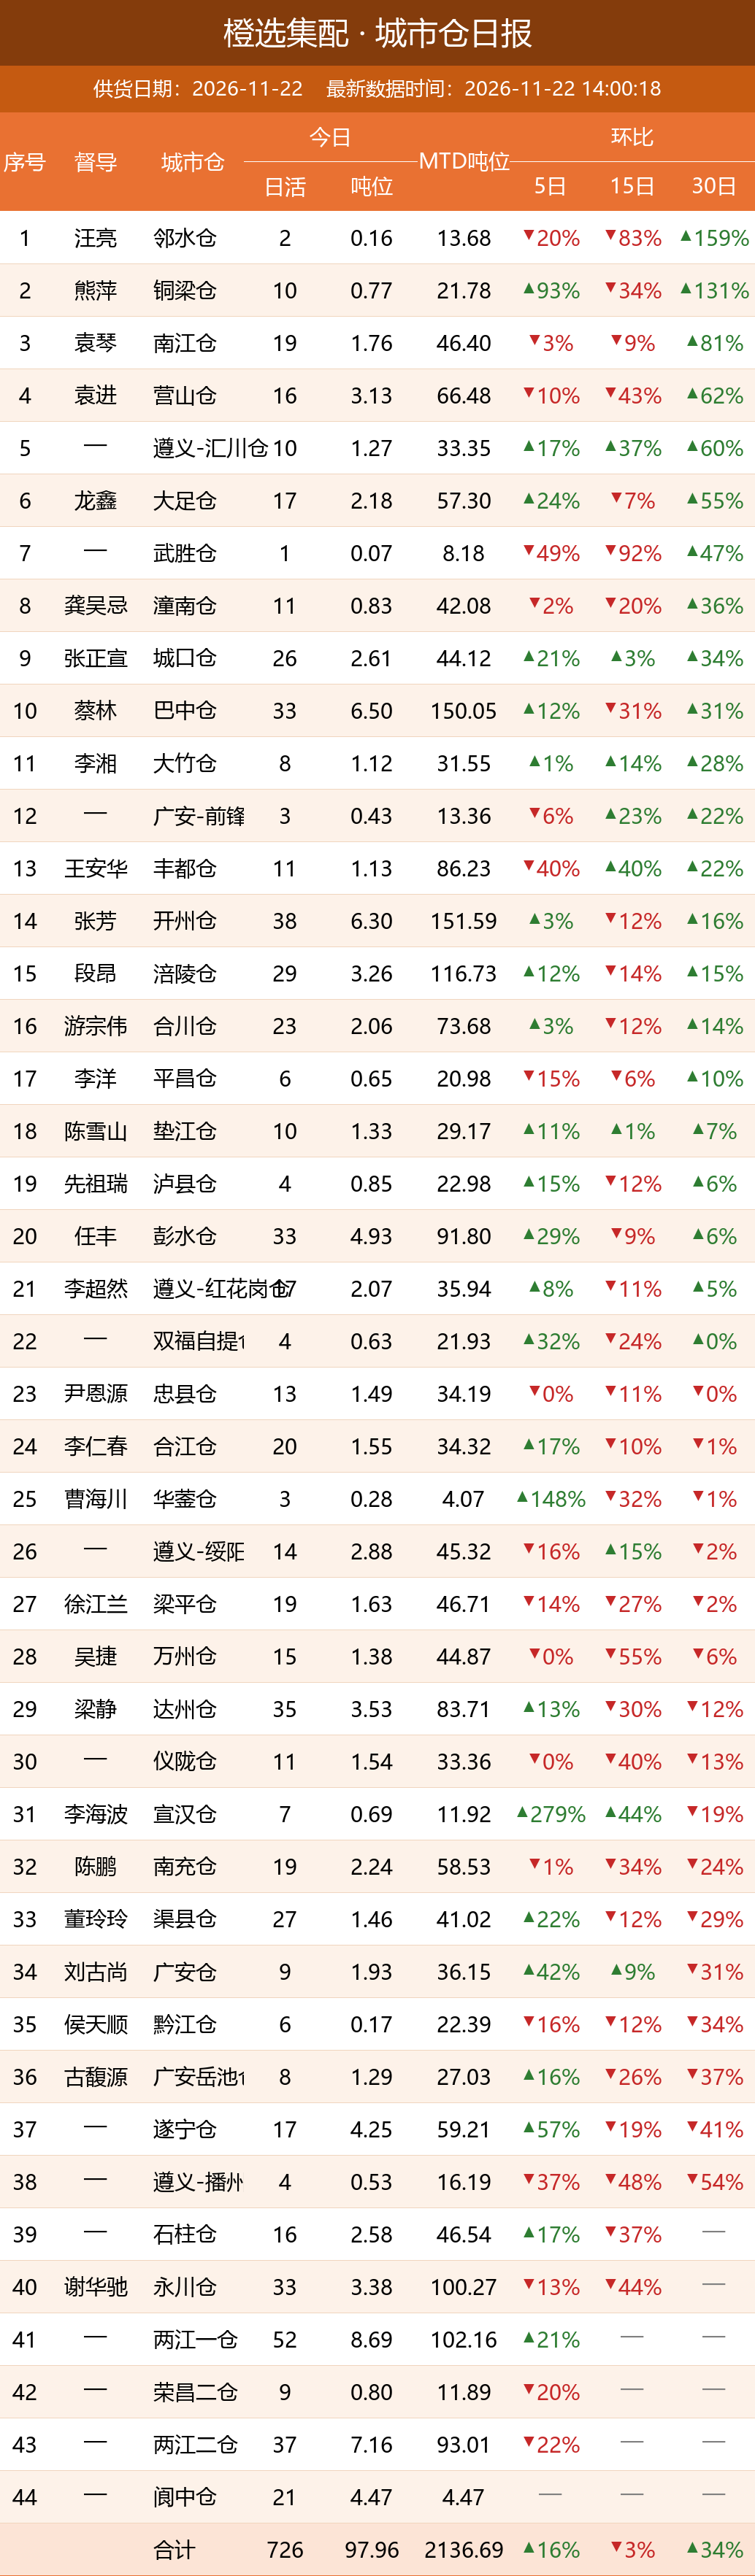 橙选集配 · 城市仓日报
供货日期：2026-11-22 最新数据时间：2026-11-22 14:00:18
序号 督导 城市仓 今日 MTD吨位 环比
日活 吨位 5日 15日 30日
1 汪亮 邻水仓 2 0.16 13.68 ▼20% ▼83% ▲159%
2 熊萍 铜梁仓 10 0.77 21.78 ▲93% ▼34% ▲131%
3 袁琴 南江仓 19 1.76 46.40 ▼3% ▼9% ▲81%
4 袁进 营山仓 16 3.13 66.48 ▼10% ▼43% ▲62%
5 — 遵义-汇川仓 10 1.27 33.35 ▲17% ▲37% ▲60%
6 龙鑫 大足仓 17 2.18 57.30 ▲24% ▼7% ▲55%
7 — 武胜仓 1 0.07 8.18 ▼49% ▼92% ▲47%
8 龚吴忌 潼南仓 11 0.83 42.08 ▼2% ▼20% ▲36%
9 张正宣 城口仓 26 2.61 44.12 ▲21% ▲3% ▲34%
10 蔡林 巴中仓 33 6.50 150.05 ▲12% ▼31% ▲31%
11 李湘 大竹仓 8 1.12 31.55 ▲1% ▲14% ▲28%
12 — 广安-前锋 3 0.43 13.36 ▼6% ▲23% ▲22%
13 王安华 丰都仓 11 1.13 86.23 ▼40% ▲40% ▲22%
14 张芳 开州仓 38 6.30 151.59 ▲3% ▼12% ▲16%
15 段昂 涪陵仓 29 3.26 116.73 ▲12% ▼14% ▲15%
16 游宗伟 合川仓 23 2.06 73.68 ▲3% ▼12% ▲14%
17 李洋 平昌仓 6 0.65 20.98 ▼15% ▼6% ▲10%
18 陈雪山 垫江仓 10 1.33 29.17 ▲11% ▲1% ▲7%
19 先祖瑞 泸县仓 4 0.85 22.98 ▲15% ▼12% ▲6%
20 任丰 彭水仓 33 4.93 91.80 ▲29% ▼9% ▲6%
21 李超然 遵义-红花岗仓 17 2.07 35.94 ▲8% ▼11% ▲5%
22 — 双福自提 4 0.63 21.93 ▲32% ▼24% ▲0%
23 尹恩源 忠县仓 13 1.49 34.19 ▼0% ▼11% ▼0%
24 李仁春 合江仓 20 1.55 34.32 ▲17% ▼10% ▼1%
25 曹海川 华蓥仓 3 0.28 4.07 ▲148% ▼32% ▼1%
26 — 遵义-绥阳 14 2.88 45.32 ▼16% ▲15% ▼2%
27 徐江兰 梁平仓 19 1.63 46.71 ▼14% ▼27% ▼2%
28 吴捷 万州仓 15 1.38 44.87 ▼0% ▼55% ▼6%
29 梁静 达州仓 35 3.53 83.71 ▲13% ▼30% ▼12%
30 — 仪陇仓 11 1.54 33.36 ▼0% ▼40% ▼13%
31 李海波 宣汉仓 7 0.69 11.92 ▲279% ▲44% ▼19%
32 陈鹏 南充仓 19 2.24 58.53 ▼1% ▼34% ▼24%
33 董玲玲 渠县仓 27 1.46 41.02 ▲22% ▼12% ▼29%
34 刘古尚 广安仓 9 1.93 36.15 ▲42% ▲9% ▼31%
35 侯天顺 黔江仓 6 0.17 22.39 ▼16% ▼12% ▼34%
36 古馥源 广安岳池 8 1.29 27.03 ▲16% ▼26% ▼37%
37 — 遂宁仓 17 4.25 59.21 ▲57% ▼19% ▼41%
38 — 遵义-播州 4 0.53 16.19 ▼37% ▼48% ▼54%
39 — 石柱仓 16 2.58 46.54 ▲17% ▼37% —
40 谢华驰 永川仓 33 3.38 100.27 ▼13% ▼44% —
41 — 两江一仓 52 8.69 102.16 ▲21% — —
42 — 荣昌二仓 9 0.80 11.89 ▼20% — —
43 — 两江二仓 37 7.16 93.01 ▼22% — —
44 — 阆中仓 21 4.47 4.47 — — —
合计 726 97.96 2136.69 ▲16% ▼3% ▲34%